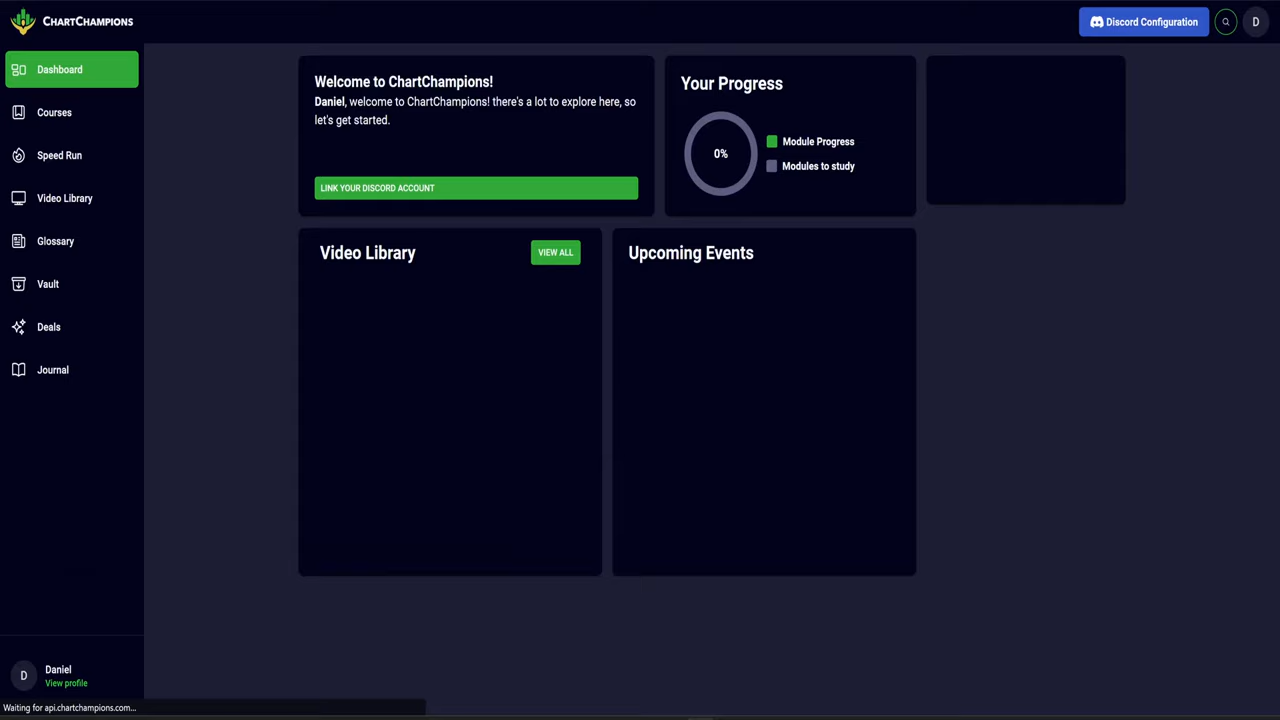 ChartChampions
Discord Configuration
D
Dashboard
Courses
Speed Run
Video Library
Glossary
Vault
Deals
Journal
Welcome to ChartChampions!
Daniel, welcome to ChartChampions! there's a lot to explore here, so
let's get started.
LINK YOUR DISCORD ACCOUNT
Your Progress
0%
Module Progress
Modules to study
Video Library
VIEW ALL
Upcoming Events
D
Daniel
View profile
Waiting for api.chartchampions.com...